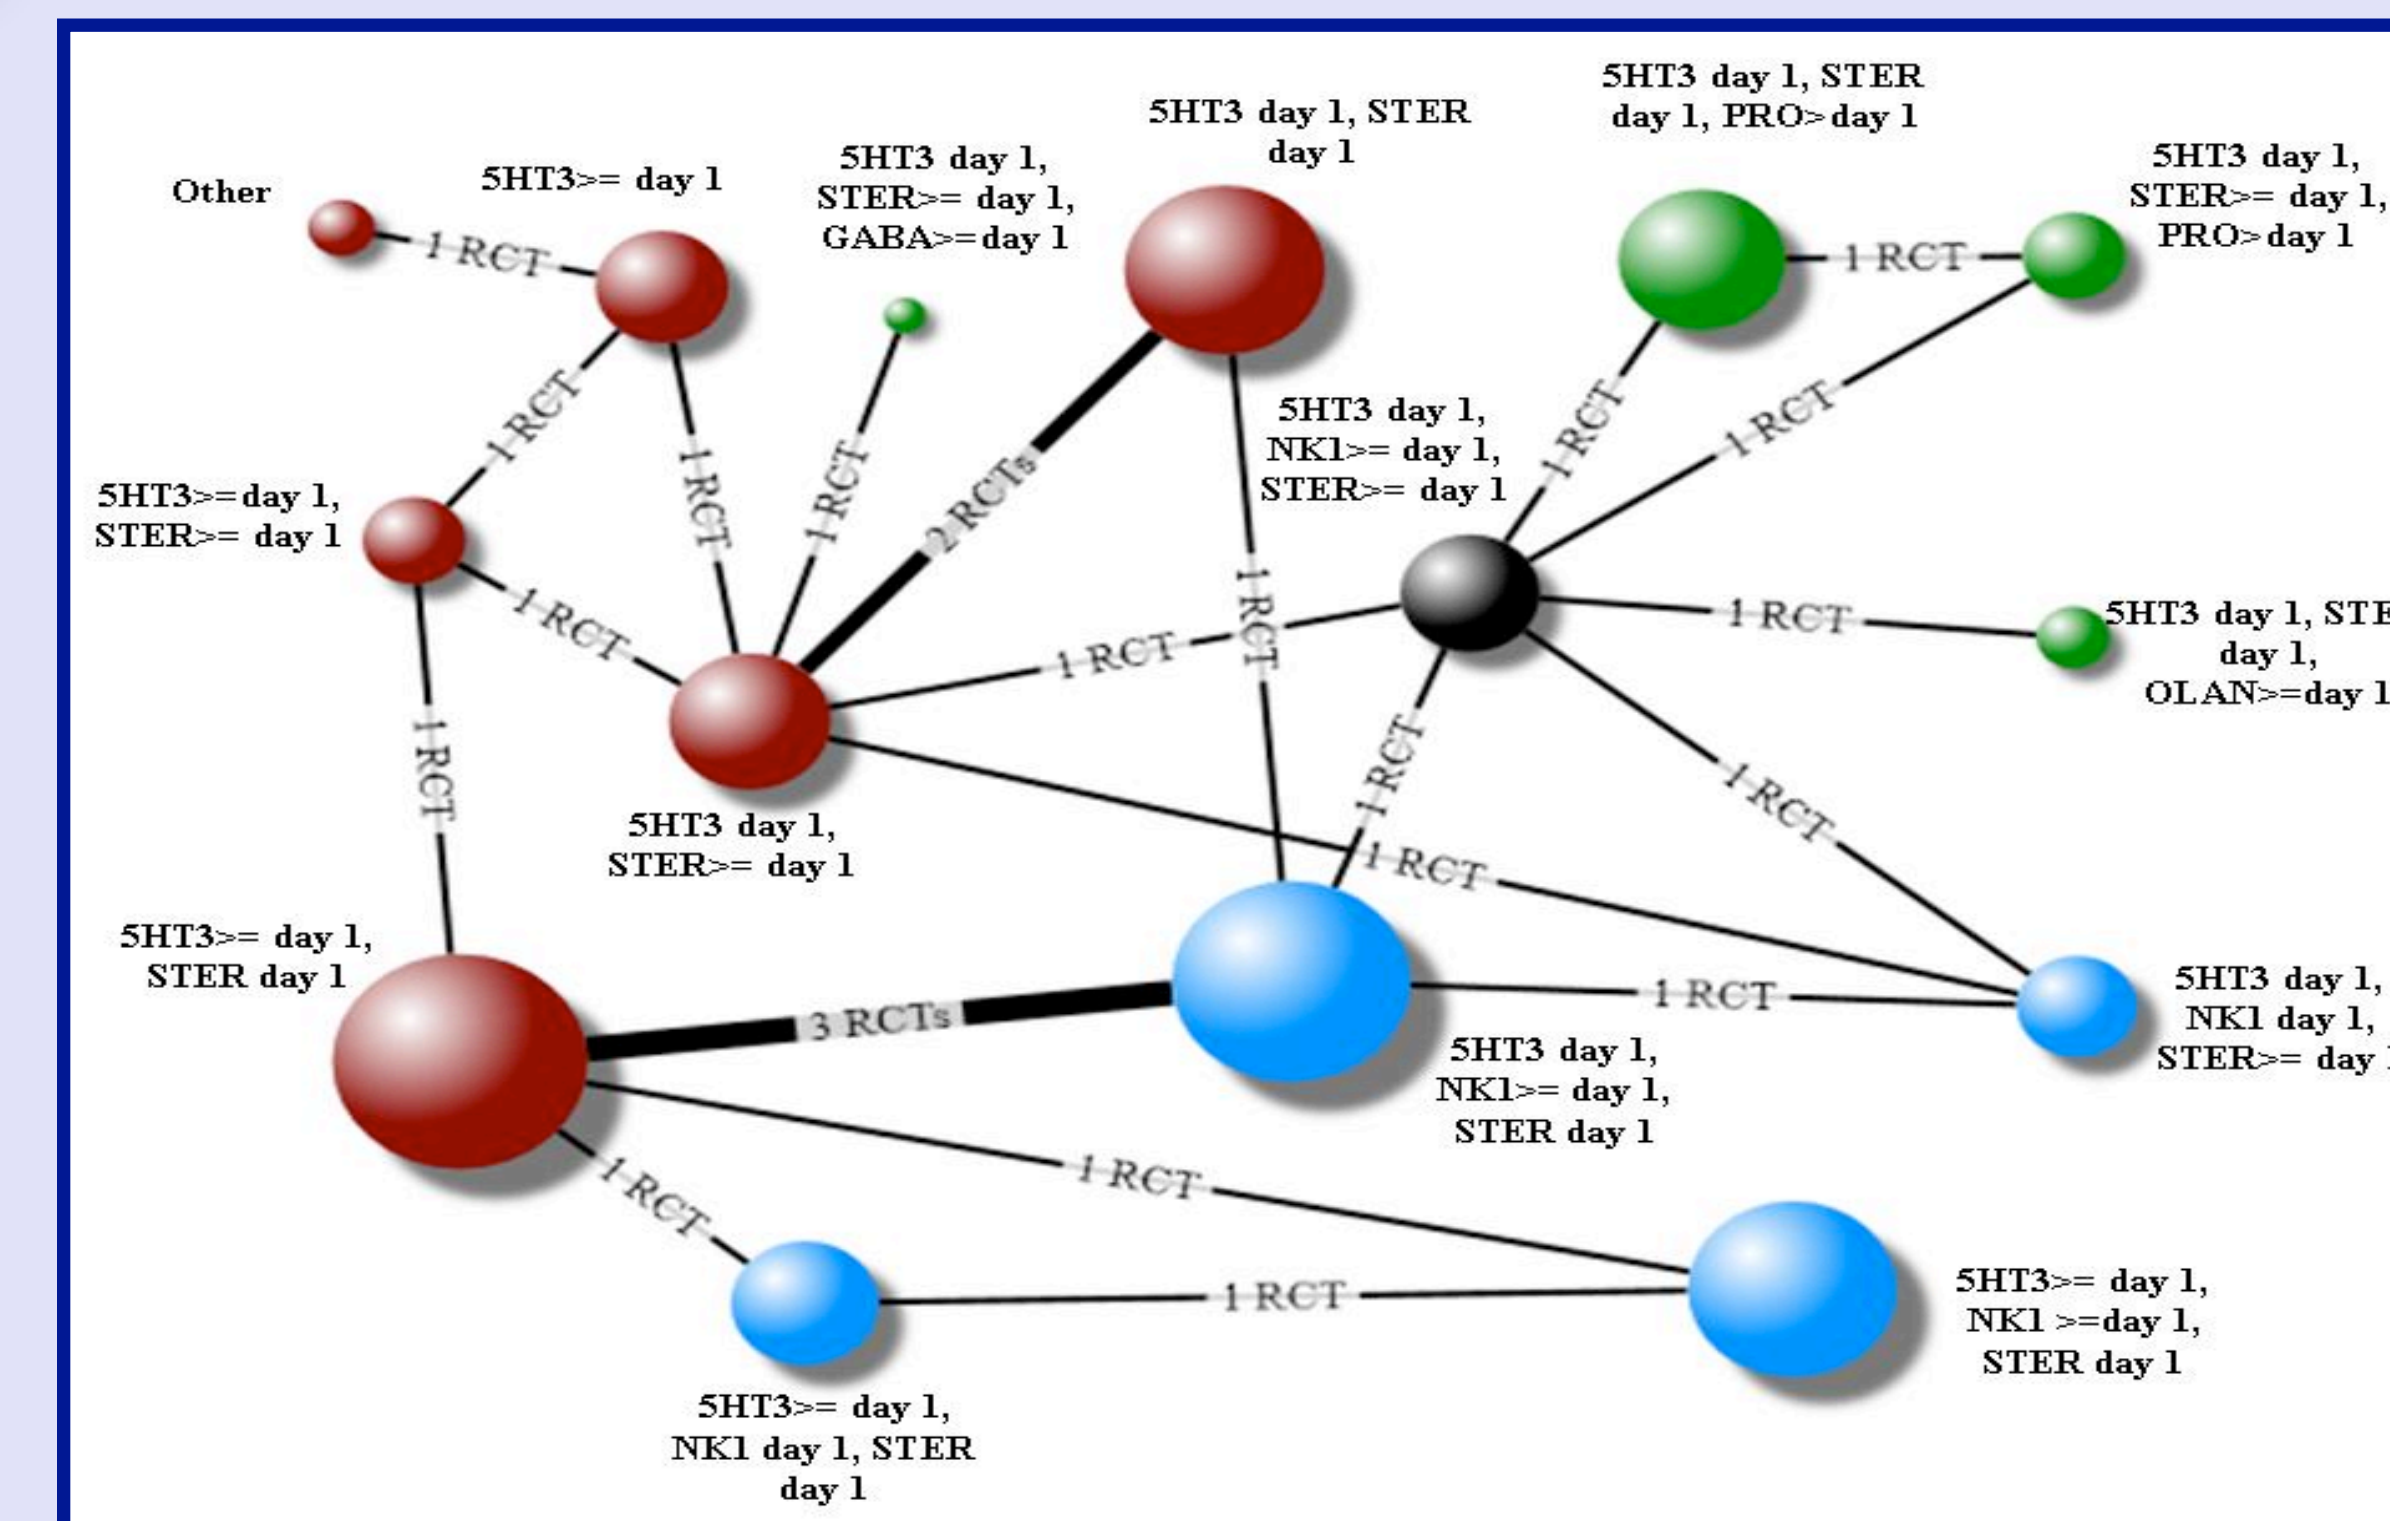 5HT3 day 1, STER
day 1, PRO>day 1
5HT3 day 1, STER
day 1
5HT3 day 1,
STER>= day 1,
GABA>=day 1
5HT3 day 1,
STER>= day 1,
PRO>day 1
Other
5HT3>= day 1
1 RCT
1 RCT
1 RCT
1 RCT
1 RCT
2 RCTs
5HT3 day 1,
NK1>= day 1,
STER>= day 1
1 RCT
1 RCT
5HT3>=day 1,
STER>= day 1
1 RCT
1 RCT
1 RCT
1 RCT
5HT3 day 1, STE
day 1,
OLAN>=day 1
1 RCT
1 RCT
1 RCT
5HT3 day 1,
STER>= day 1
1 RCT
5HT3>= day 1,
STER day 1
3 RCTs
1 RCT
5HT3 day 1,
NK1 day 1,
STER>= day
5HT3 day 1,
NK1>= day 1,
STER day 1
1 RCT
1 RCT
1 RCT
5HT3>= day 1,
NK1 >=day 1,
STER day 1
5HT3>= day 1,
NK1 day 1, STER
day 1